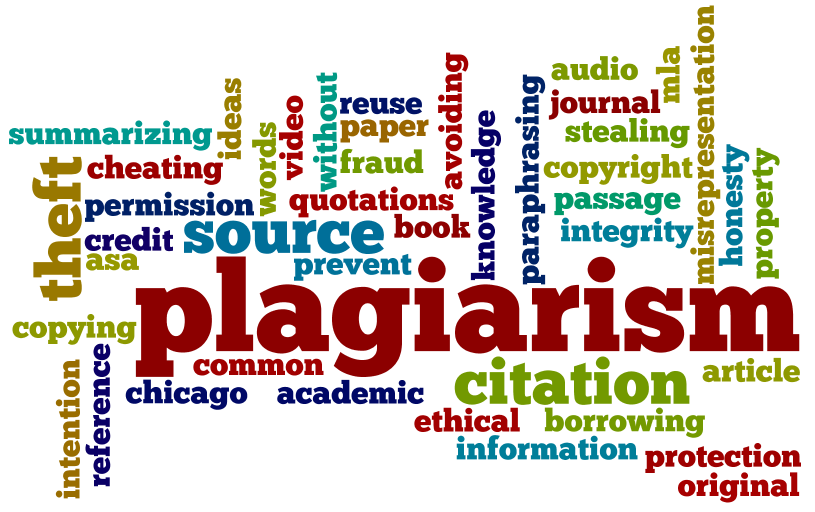 misrepresentation
audio
mla
avoiding
paraphrasing
ideas
without
video
reuse
journal
knowledge
paper
stealing
summarizing
words
honesty
property
fraud
cheating
theft
copyright
quotations
passage
permission
source
book
integrity
credit
asa
prevent
plagiarism
copying
common
citation
article
intention
reference
chicago
academic
ethical
borrowing
information
protection
original